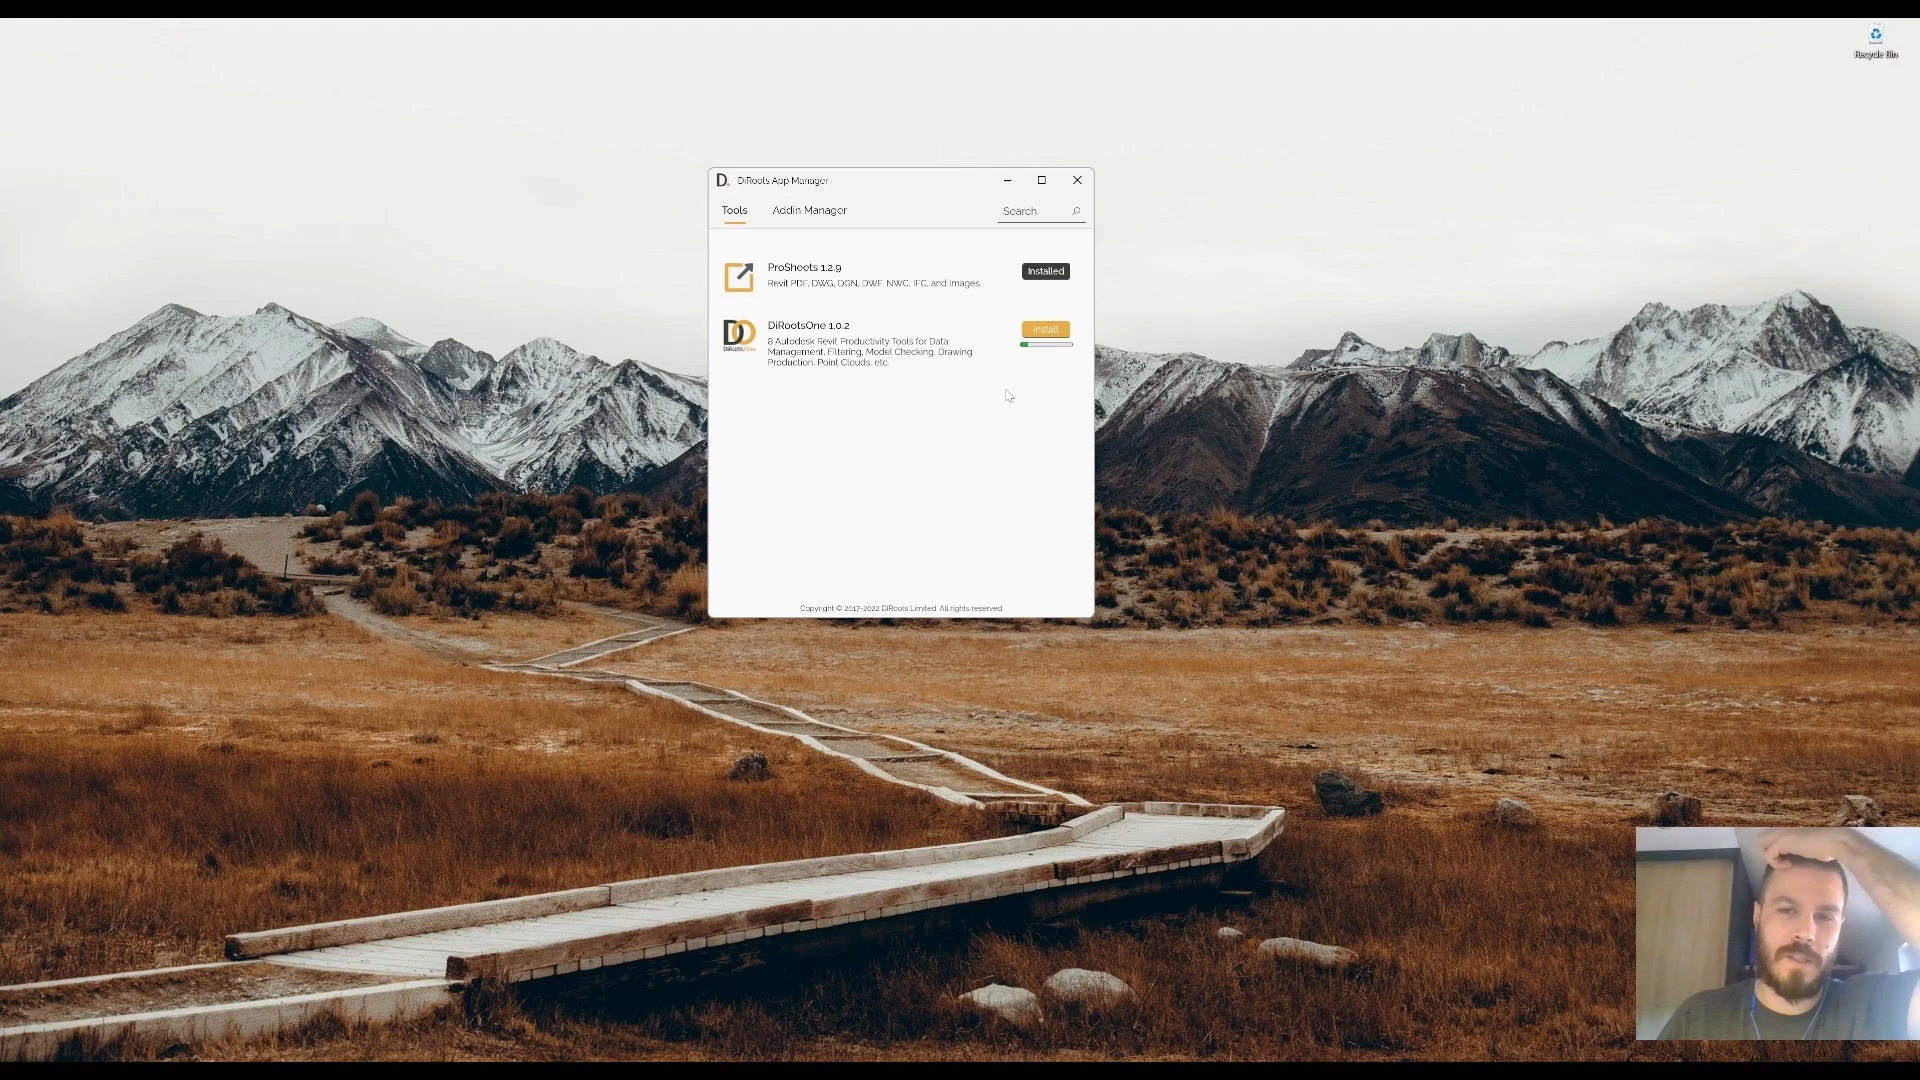 Recycle Bin
D. DiRoots App Manager
Tools Addin Manager Search
ProSheets 1.2.9
Installed
Revit PDF, DWG, DGN, DWF, NWC, IFC, and Images.
DiRootsOne 1.0.2
Install
DiRootsOne
8 Autodesk Revit Productivity Tools for Data
Management, Filtering, Model Checking, Drawing
Production, Point Clouds, etc.
Copyright © 2017-2022 DiRoots Limited. All rights reserved